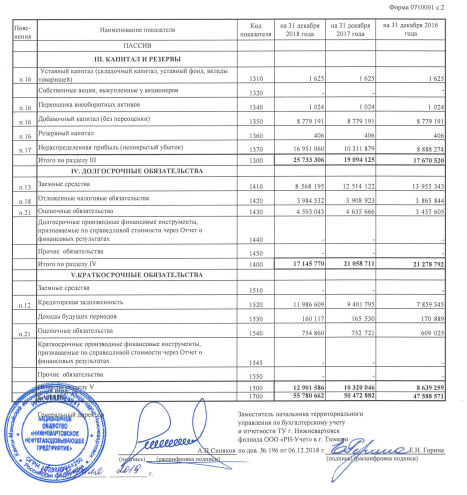 Форма 0710001 с.2
Пояс-нения Наименование показателя Код показателя на 31 декабря 2018 года на 31 декабря 2017 года на 31 декабря 2016 года
ПАССИВ
III. КАПИТАЛ И РЕЗЕРВЫ
п.16 Уставный капитал (складочный капитал, уставный фонд, вклады товарищей) 1310 1 625 1 625 1 625
Собственные акции, выкупленные у акционеров 1320 - - -
п.16 Переоценка внеоборотных активов 1340 1 024 1 024 1 024
п.16 Добавочный капитал (без переоценки) 1350 8 779 191 8 779 191 8 779 191
п.16 Резервный капитал 1360 406 406 406
п.17 Нераспределенная прибыль (непокрытый убыток) 1370 16 951 060 10 311 879 8 888 274
Итого по разделу III 1300 25 733 306 19 094 125 17 670 520
IV. ДОЛГОСРОЧНЫЕ ОБЯЗАТЕЛЬСТВА
п.13 Заемные средства 1410 8 568 195 12 514 122 13 955 343
п.18 Отложенные налоговые обязательства 1420 3 984 532 3 908 923 3 865 844
п.21 Оценочные обязательства 1430 4 593 043 4 635 666 3 457 605
Долгосрочные производные финансовые инструменты,
признаваемые по справедливой стоимости через Отчет о
финансовых результатах 1440 - - -
Прочие обязательства 1450 - - -
Итого по разделу IV 1400 17 145 770 21 058 711 21 278 792
V.КРАТКОСРОЧНЫЕ ОБЯЗАТЕЛЬСТВА
Заемные средства 1510 - - -
п.12 Кредиторская задолженность 1520 11 986 609 9 401 795 7 859 345
Доходы будущих периодов 1530 160 117 165 530 170 889
п.21 Оценочные обязательства 1540 754 860 752 721 609 025
Краткосрочные производные финансовые инструменты,
признаваемые по справедливой стоимости через Отчет о
финансовых результатах 1545 - - -
Прочие обязательства 1550 - - -
V 1500 12 901 586 10 320 046 8 639 259
1700 55 780 662 50 472 882 47 588 571
Генеральный директор
Заместитель начальника территориального
управления по бухгалтерскому учету
и отчетности ТУ г. Нижневартовск
филиала ООО «РН-Учет» в г. Тюмени
АКЦИОНЕРНОЕ
ОБЩЕСТВО
«НИЖНЕВАРТОВСКОЕ
НЕФТЕГАЗОДОБЫВАЮЩЕЕ
ПРЕДПРИЯТИЕ»
А.П.Синяков по дов. № 196 от 06.12.2018 г. Е.Н. Горина
(подпись) (расшифровка подписи) (подпись) (расшифровка подписи)
2019 г.